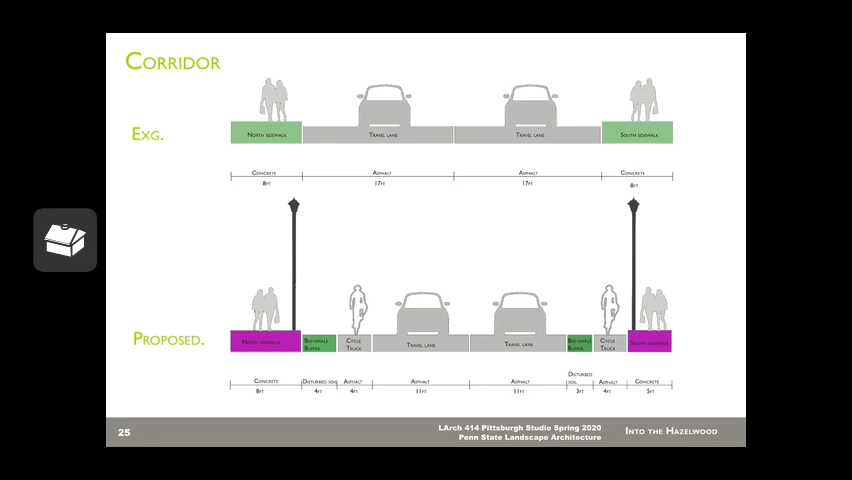 Corridor
Exg.
North sidewalk
Travel lane
Travel lane
South sidewalk
Concrete
Asphalt
Asphalt
Concrete
8ft
17ft
17ft
8ft
Proposed.
North sidewalk
Bio-swale
Buffer
Cycle
Truck
Travel lane
Travel lane
Bio-swale
Buffer
Cycle
Truck
South sidewalk
Concrete
Disturbed soil
Asphalt
Asphalt
Asphalt
Disturbed
soil
Asphalt
Concrete
8ft
4ft
4ft
11ft
11ft
3ft
4ft
5ft
25
LArch 414 Pittsburgh Studio Spring 2020
Penn State Landscape Architecture
Into the Hazelwood